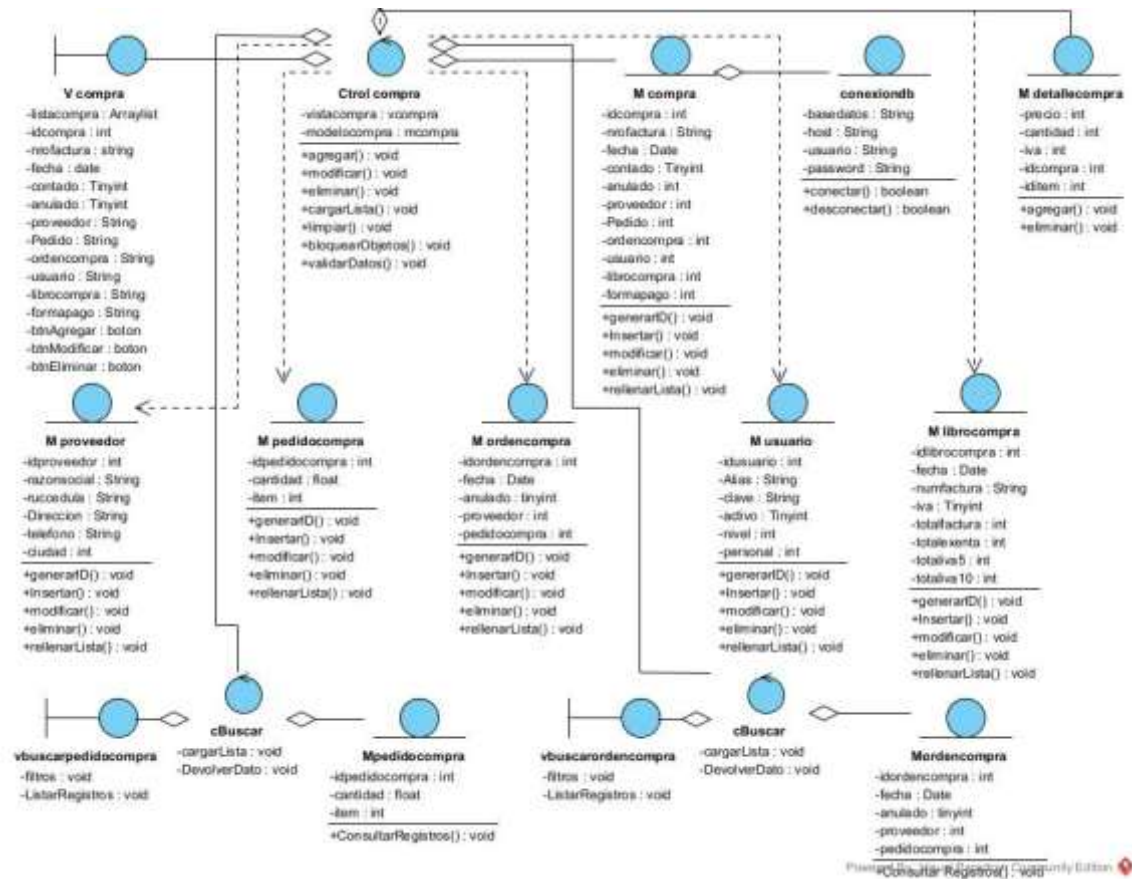 V compra
-listacompra : Arraylist
-idcompra : int
-nrofactura : string
-fecha : date
-contado : Tinyint
-anulado : Tinyint
-proveedor : String
-Pedido : String
-ordencompra : String
-usuario : String
-librocompra : String
-formapago : String
-btnAgregar : boton
-btnModificar : boton
-btnEliminar : boton
Ctrol compra
-vistacompra : vcompra
-modelocompra : mcompra
+agregar() : void
+modificar() : void
+eliminar() : void
+cargarLista() : void
+limpiar() : void
+bloquearObjetos() : void
+validarDatos() : void
M compra
-idcompra : int
-nrofactura : String
-fecha : Date
-contado : Tinyint
-anulado : int
-proveedor : int
-Pedido : int
-ordencompra : int
-usuario : int
-librocompra : int
-formapago : int
+generarID() : void
+Insertar() : void
+modificar() : void
+eliminar() : void
+rellenarLista() : void
conexiondb
-basedatos : String
-host : String
-usuario : String
-password : String
+conectar() : boolean
+desconectar() : boolean
M detallecompra
-precio : int
-cantidad : int
-iva : int
-idcompra : int
-iditem : int
+agregar() : void
+eliminar() : void
M proveedor
-idproveedor : int
-razonsocial : String
-rucocedula : String
-Direccion : String
-telefono : String
-ciudad : int
+generarID() : void
+Insertar() : void
+modificar() : void
+eliminar() : void
+rellenarLista() : void
M pedidocompra
-idpedidocompra : int
-cantidad : float
-item : int
+generarID() : void
+Insertar() : void
+modificar() : void
+eliminar() : void
+rellenarLista() : void
M ordencompra
-idordencompra : int
-fecha : Date
-anulado : tinyint
-proveedor : int
-pedidocompra : int
+generarID() : void
+Insertar() : void
+modificar() : void
+eliminar() : void
+rellenarLista() : void
M usuario
-idusuario : int
-Alias : String
-clave : String
-activo : Tinyint
-nivel : int
-personal : int
+generarID() : void
+Insertar() : void
+modificar() : void
+eliminar() : void
+rellenarLista() : void
M librocompra
-idlibrocompra : int
-fecha : Date
-numfactura : String
-iva : Tinyint
-totalfactura : int
-totalexenta : int
-totaliva5 : int
-totaliva10 : int
+generarID() : void
+Insertar() : void
+modificar() : void
+eliminar() : void
+rellenarLista() : void
vbuscarpedidocompra
-filtros : void
-ListarRegistros : void
cBuscar
-cargarLista : void
-DevolverDato : void
Mpedidocompra
-idpedidocompra : int
-cantidad : float
-item : int
+ConsultarRegistros() : void
vbuscarordencompra
-filtros : void
-ListarRegistros : void
cBuscar
-cargarLista : void
-DevolverDato : void
Mordencompra
-idordencompra : int
-fecha : Date
-anulado : tinyint
-proveedor : int
-pedidocompra : int
+Consultar Registros() : void
Powered By Visual Paradigm Community Edition